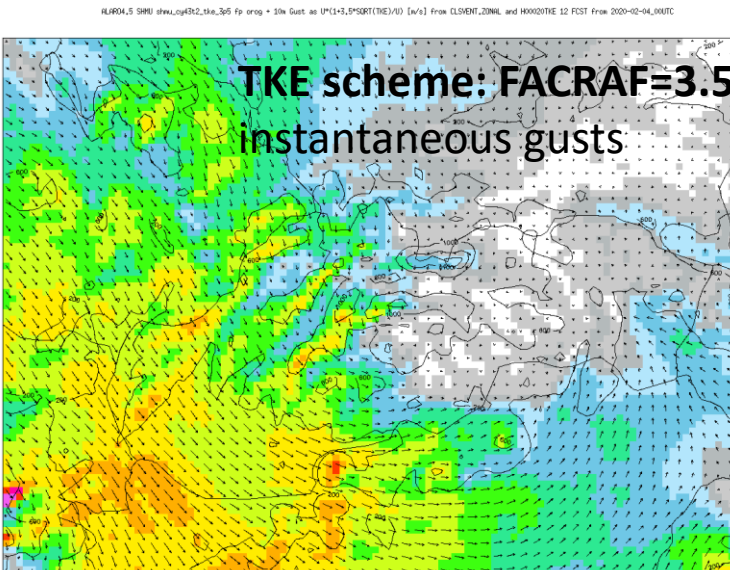 ALARO4.5 SHMU shmu_cy43t2_tke_3p5 fp orog + 10m Gust as U*(1+3.5*SQRT(TKE)/U) [m/s] from CLSVENT.ZONAL and H00020TKE 12 FCST from 2020-02-04_00UTC
TKE scheme: FACRAF=3.5
instantaneous gusts